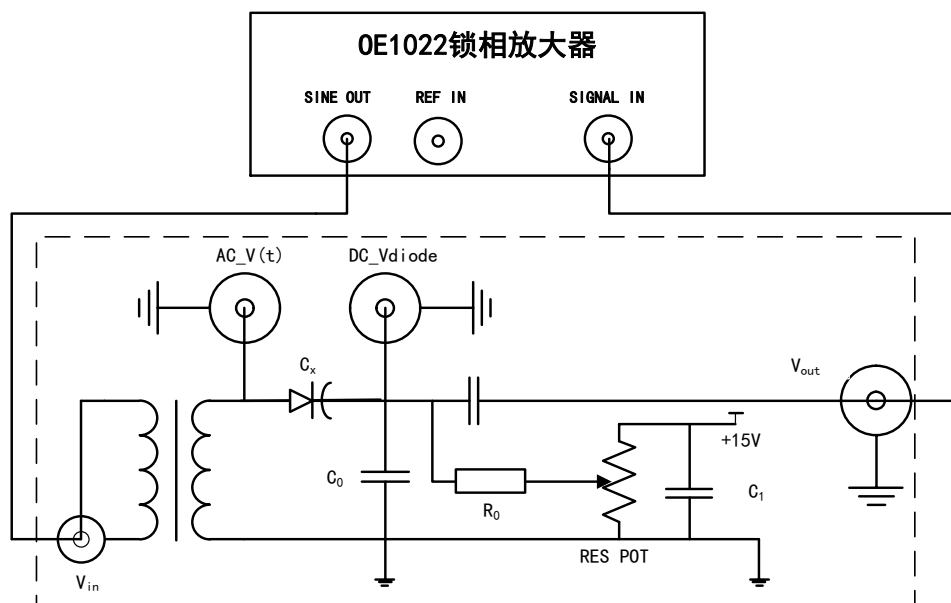 OE1022锁相放大器
SINE OUT REF IN SIGNAL IN
AC_V(t) DC_Vdiode
Cx
Vout
+15V
C0
C1
R0
RES POT
Vin